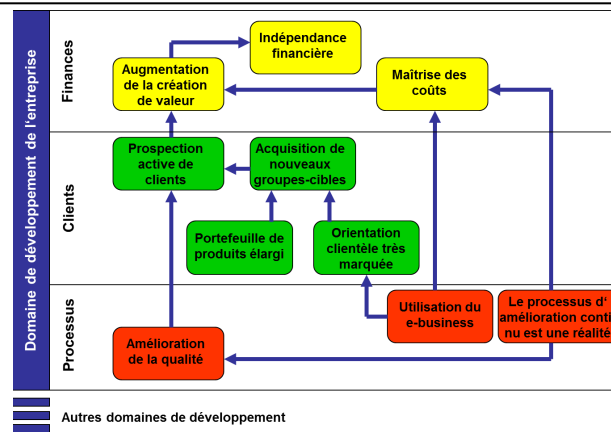 Domaine de développement de l'entreprise
Finances
Indépendance
financière
Augmentation
de la création
de valeur
Maîtrise des
coûts
Clients
Prospection
active de
clients
Acquisition de
nouveaux
groupes-cibles
Portefeuille de
produits élargi
Orientation
clientèle très
marquée
Processus
Amélioration
de la qualité
Utilisation du
e-business
Le processus d‘
amélioration conti
nu est une réalité
Autres domaines de développement